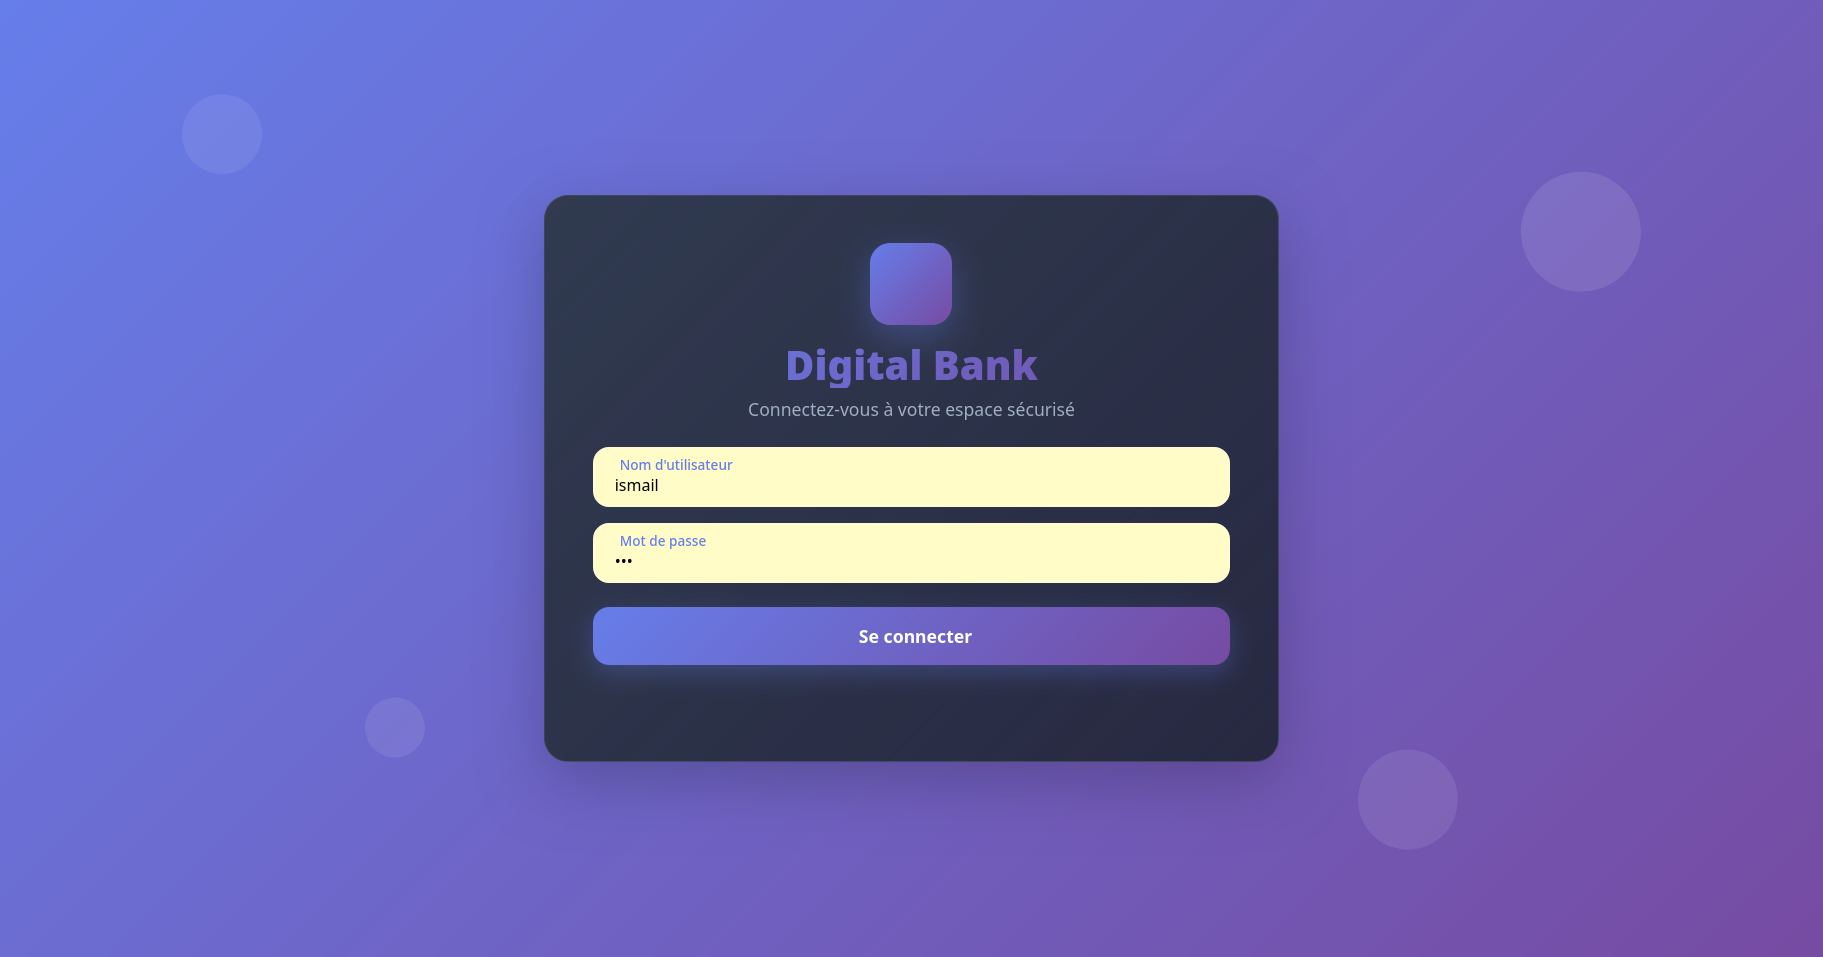 Digital Bank
Connectez-vous à votre espace sécurisé
Nom d'utilisateur
ismail
Mot de passe
•••
Se connecter